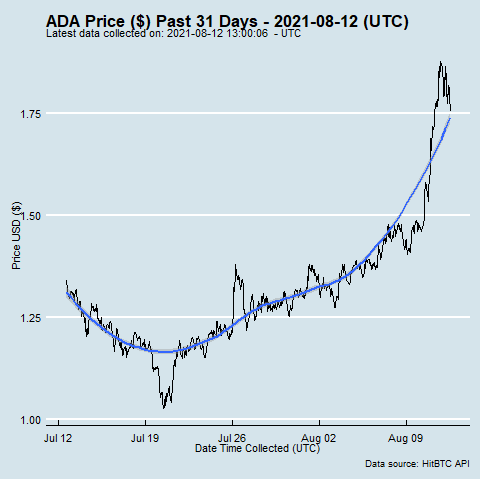 ADA Price ($) Past 31 Days - 2021-08-12 (UTC)
Latest data collected on: 2021-08-12 13:00:06  - UTC
1.75
1.50
1.25
1.00
Price USD ($)
Jul 12 Jul 19 Jul 26 Aug 02 Aug 09
Date Time Collected (UTC)
Data source: HitBTC API